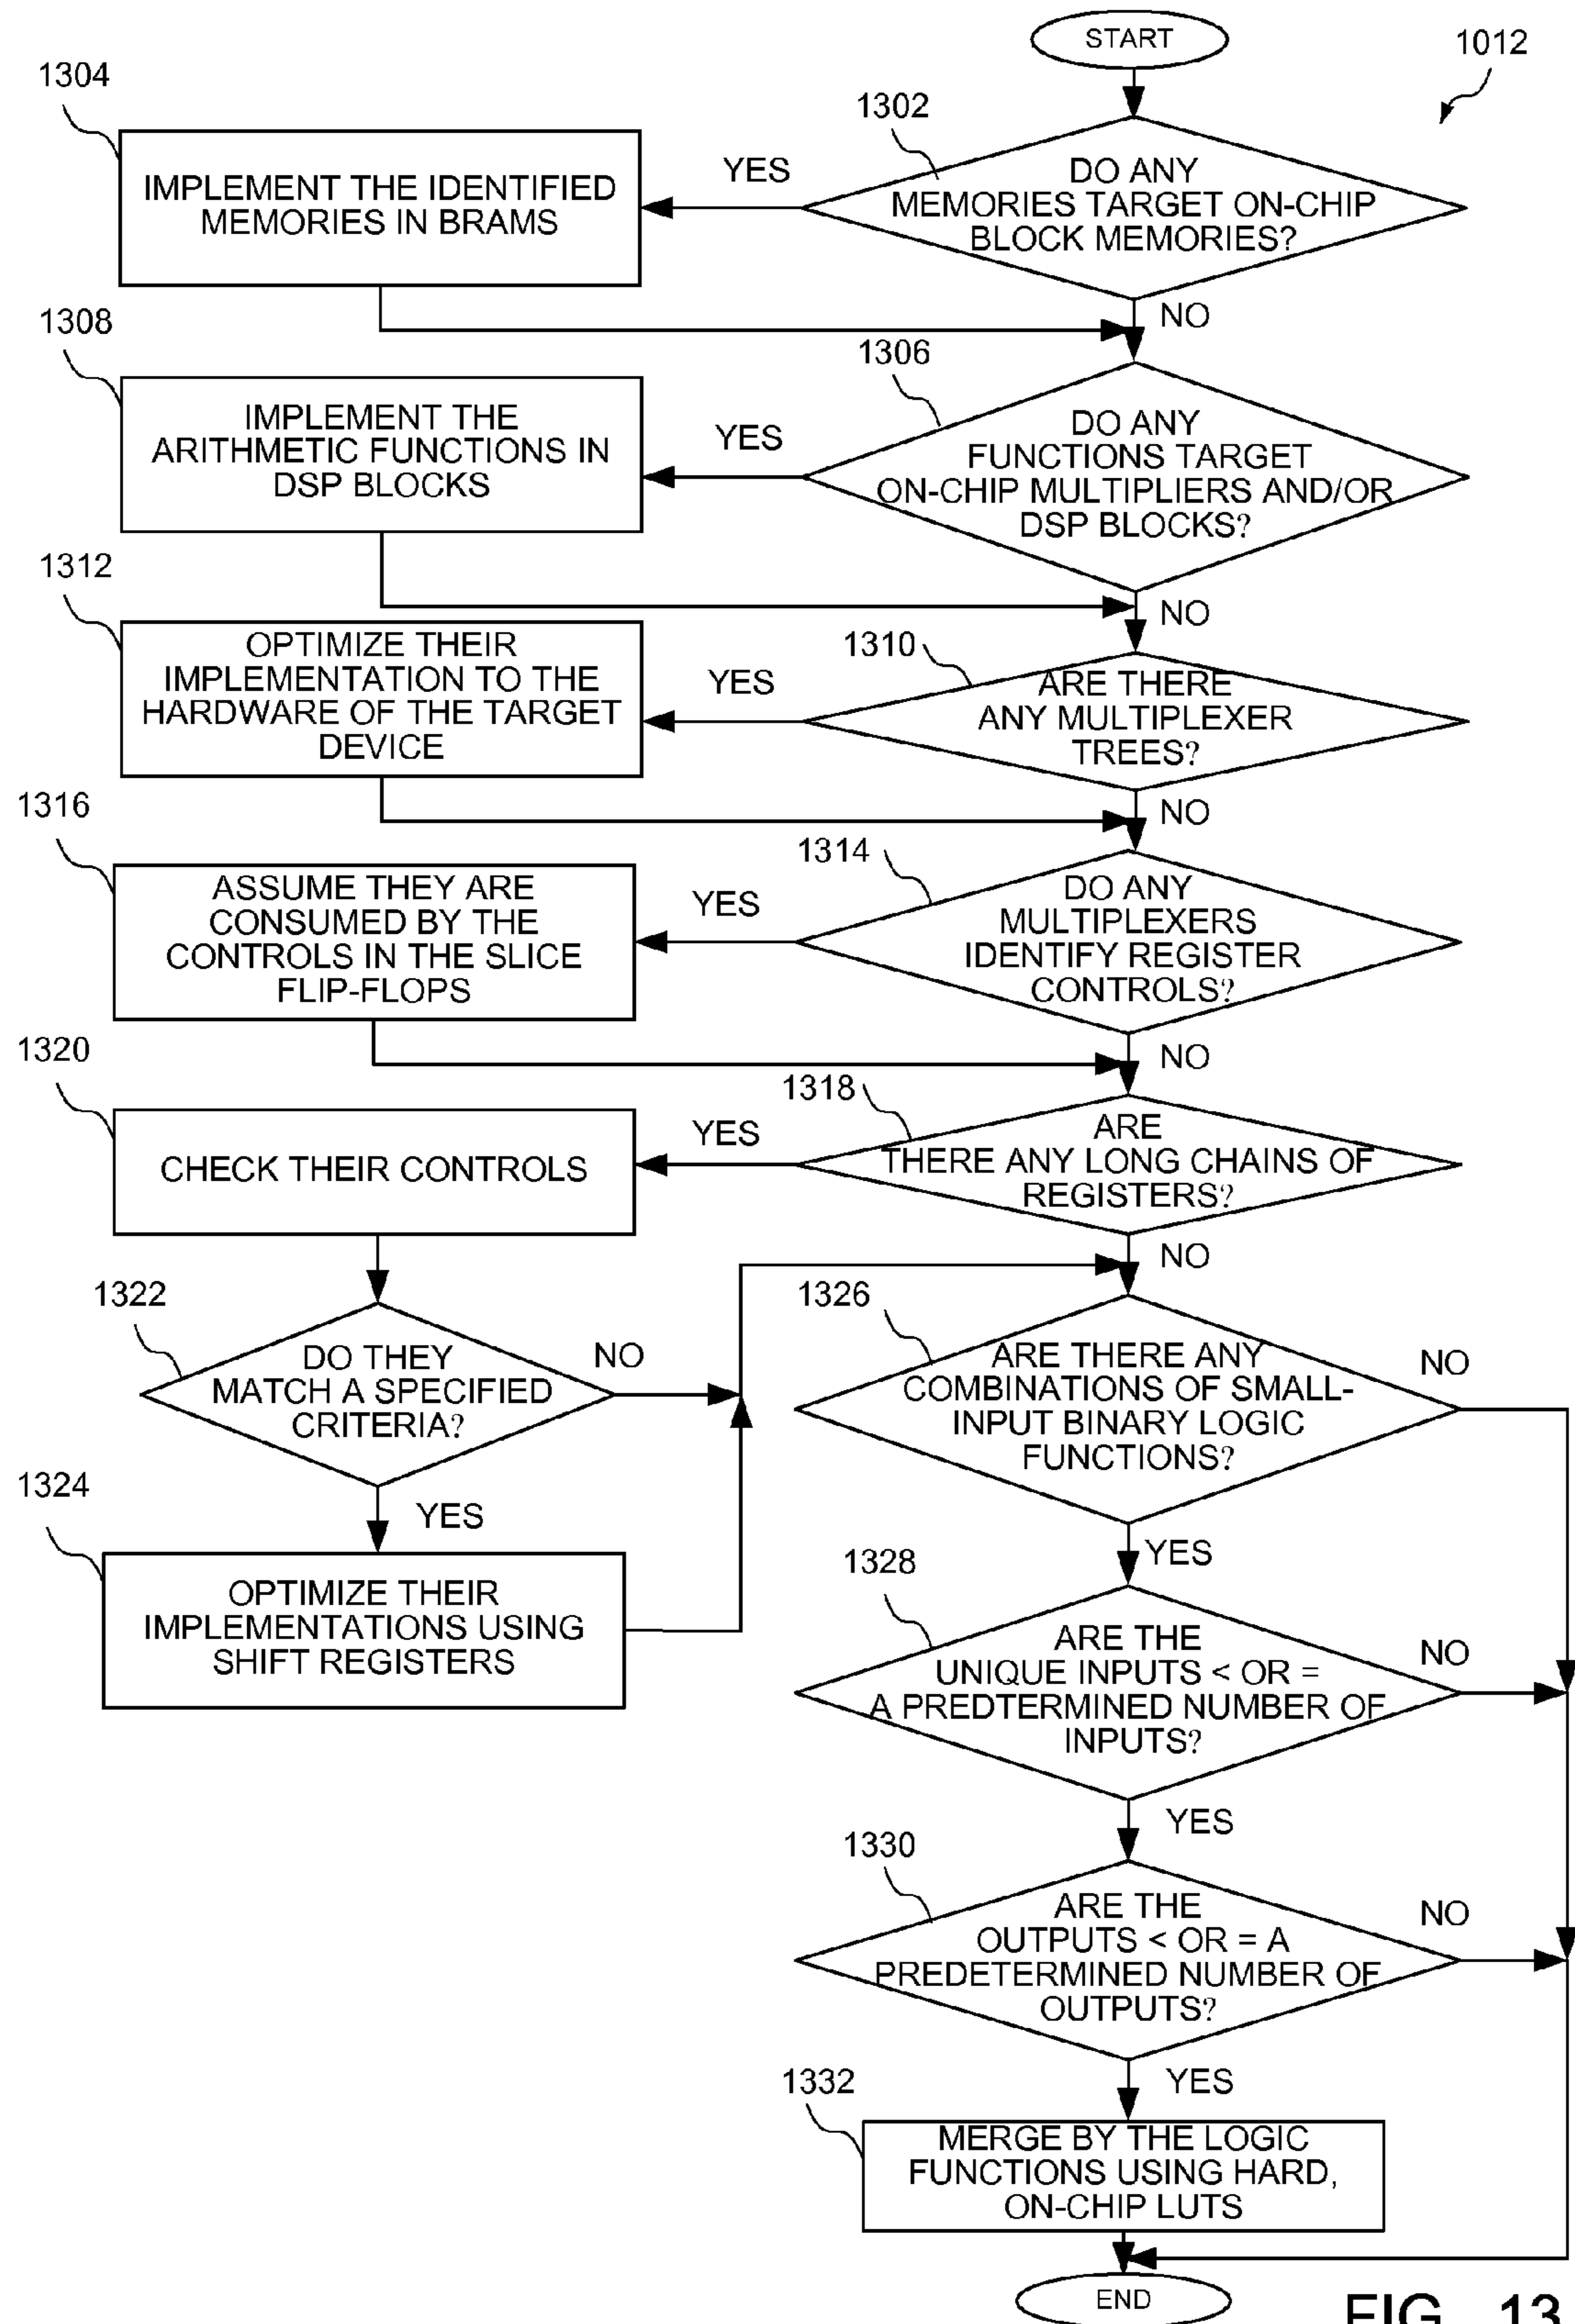 START
1012
1302
DO ANY
MEMORIES TARGET ON-CHIP
BLOCK MEMORIES?
YES
1304
IMPLEMENT THE IDENTIFIED
MEMORIES IN BRAMS
NO
1306
DO ANY
FUNCTIONS TARGET
ON-CHIP MULTIPLIERS AND/OR
DSP BLOCKS?
YES
1308
IMPLEMENT THE
ARITHMETIC FUNCTIONS IN
DSP BLOCKS
NO
1310
ARE THERE
ANY MULTIPLEXER
TREES?
YES
1312
OPTIMIZE THEIR
IMPLEMENTATION TO THE
HARDWARE OF THE TARGET
DEVICE
NO
1314
DO ANY
MULTIPLEXERS
IDENTIFY REGISTER
CONTROLS?
YES
1316
ASSUME THEY ARE
CONSUMED BY THE
CONTROLS IN THE SLICE
FLIP-FLOPS
NO
1318
ARE
THERE ANY LONG CHAINS OF
REGISTERS?
YES
1320
CHECK THEIR CONTROLS
NO
1322
DO THEY
MATCH A SPECIFIED
CRITERIA?
NO
YES
1324
OPTIMIZE THEIR
IMPLEMENTATIONS USING
SHIFT REGISTERS
1326
ARE THERE ANY
COMBINATIONS OF SMALL-
INPUT BINARY LOGIC
FUNCTIONS?
NO
YES
1328
ARE THE
UNIQUE INPUTS < OR =
A PREDTERMINED NUMBER OF
INPUTS?
NO
YES
1330
ARE THE
OUTPUTS < OR = A
PREDETERMINED NUMBER OF
OUTPUTS?
NO
YES
1332
MERGE BY THE LOGIC
FUNCTIONS USING HARD,
ON-CHIP LUTS
END
FIG. 13